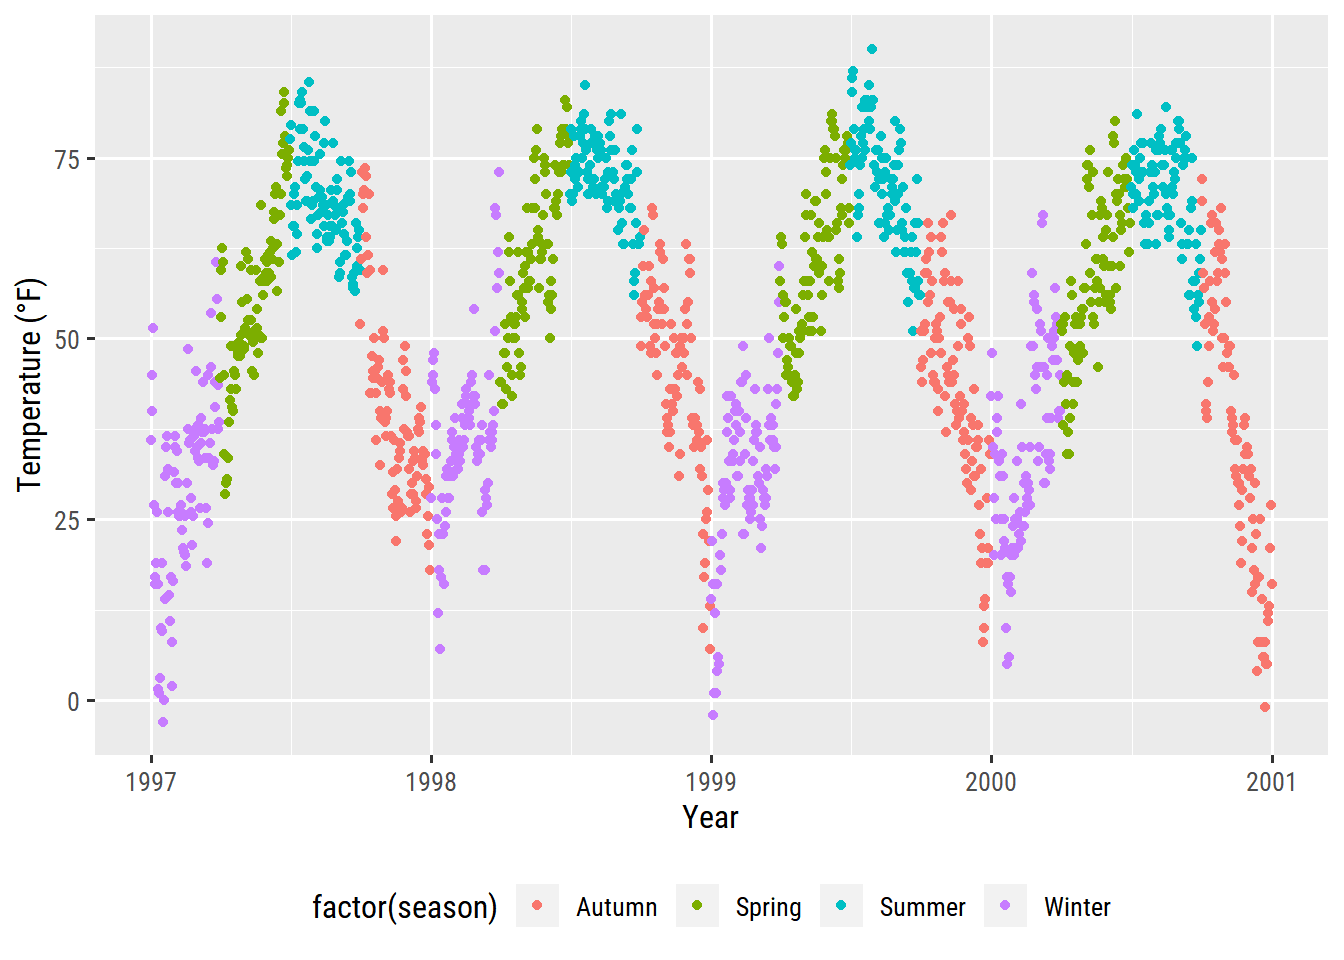 Temperature (°F)
75
50
25
0
1997 1998 1999 2000 2001
Year
factor(season) Autumn Spring Summer Winter